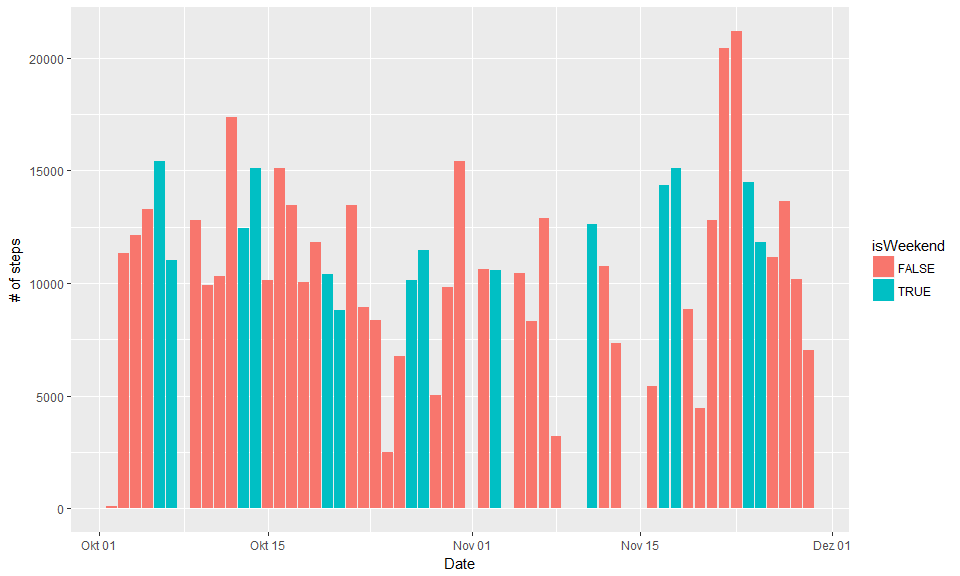 20000
15000
10000
5000
0
# of steps
Okt 01
Okt 15
Nov 01
Nov 15
Dez 01
Date
isWeekend
FALSE
TRUE